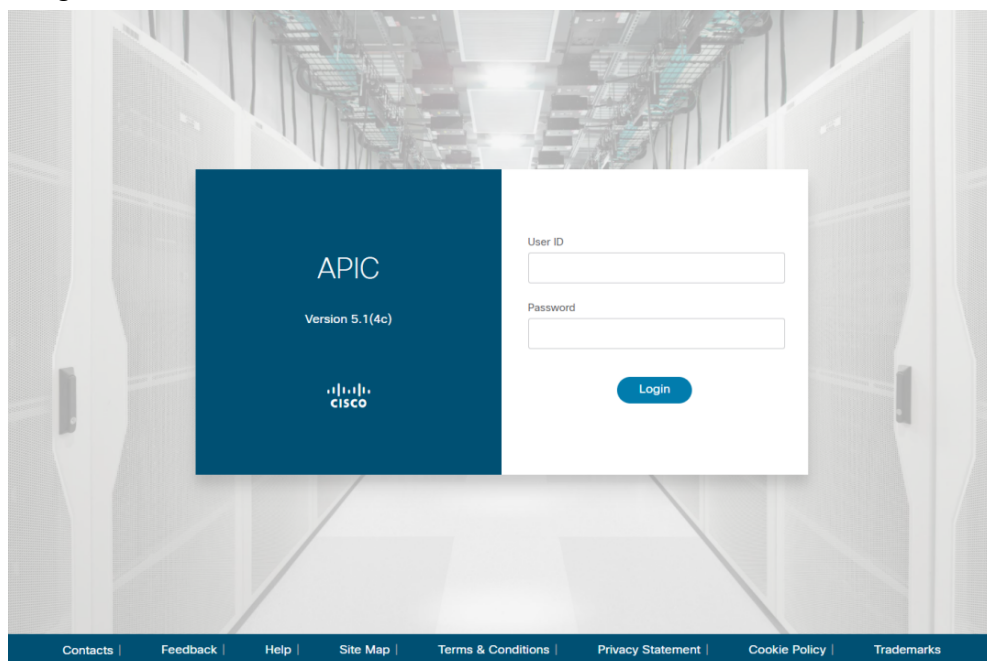 APIC
Version 5.1(4c)
CISCO
User ID
Password
Login
Contacts | Feedback | Help | Site Map | Terms & Conditions | Privacy Statement | Cookie Policy | Trademarks